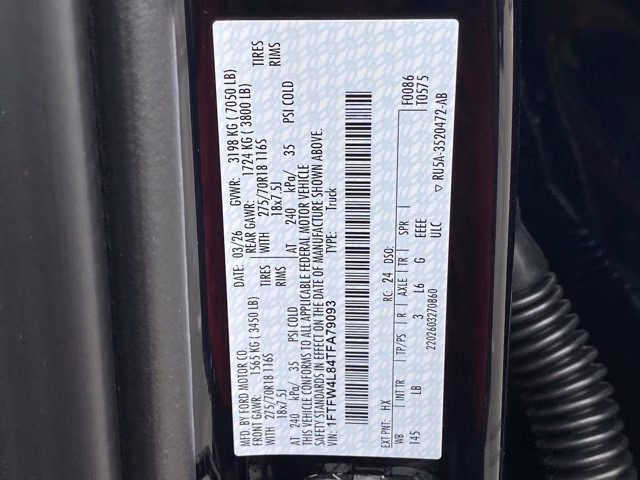 MFD. BY FORD MOTOR CO.
DATE: 03/26 GVWR: 3198 KG ( 7050 LB)
FRONT GAWR: 1565 KG ( 3450 LB) REAR GAWR: 1724 KG ( 3800 LB)
WITH 275/70R18 116S TIRES WITH 275/70R18 116S TIRES
18x7.5J RIMS 18x7.5J RIMS
AT 240 kPa/ 35 PSI COLD AT 240 kPa/ 35 PSI COLD
THIS VEHICLE CONFORMS TO ALL APPLICABLE FEDERAL MOTOR VEHICLE
SAFETY STANDARDS IN EFFECT ON THE DATE OF MANUFACTURE SHOWN ABOVE.
VIN: 1FTFW4L84TFA79093 TYPE: Truck
F0086
T0575
EXT PNT: HX RC: 24 DSO:
WB INT TR TP/PS R AXLE TR SPR
145 LB 3 L6 G EEEE
ULC
2202603270860
▽ RU5A-3520472-AB